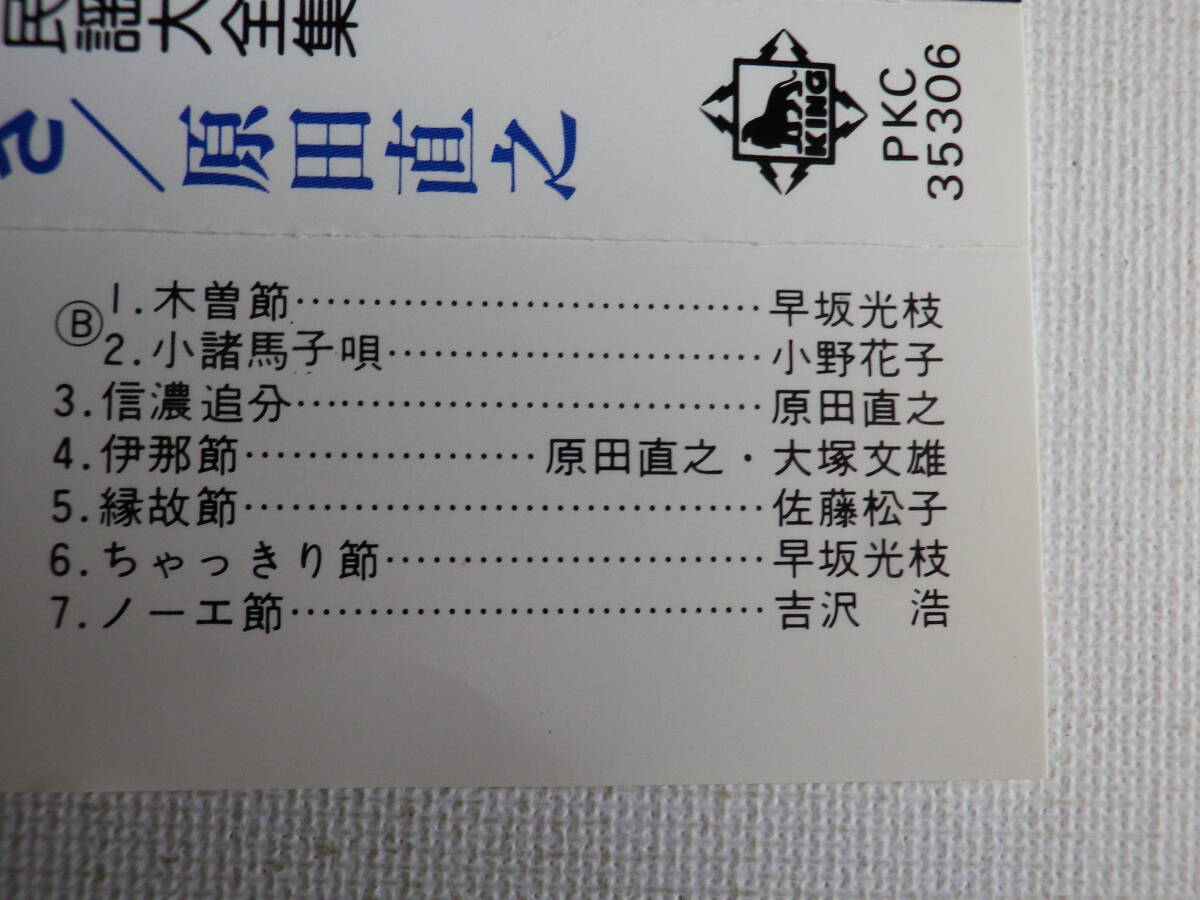 民謡大全集
さ/原田直之
KING
PKC
35306
Ⓑ
1.木曽節……………………………早坂光枝
2.小諸馬子唄………………………小野花子
3.信濃追分……………………………原田直之
4.伊那節…………………原田直之・大塚文雄
5.縁故節………………………………佐藤松子
6.ちゃっきり節………………………早坂光枝
7.ノーエ節……………………………吉沢　浩